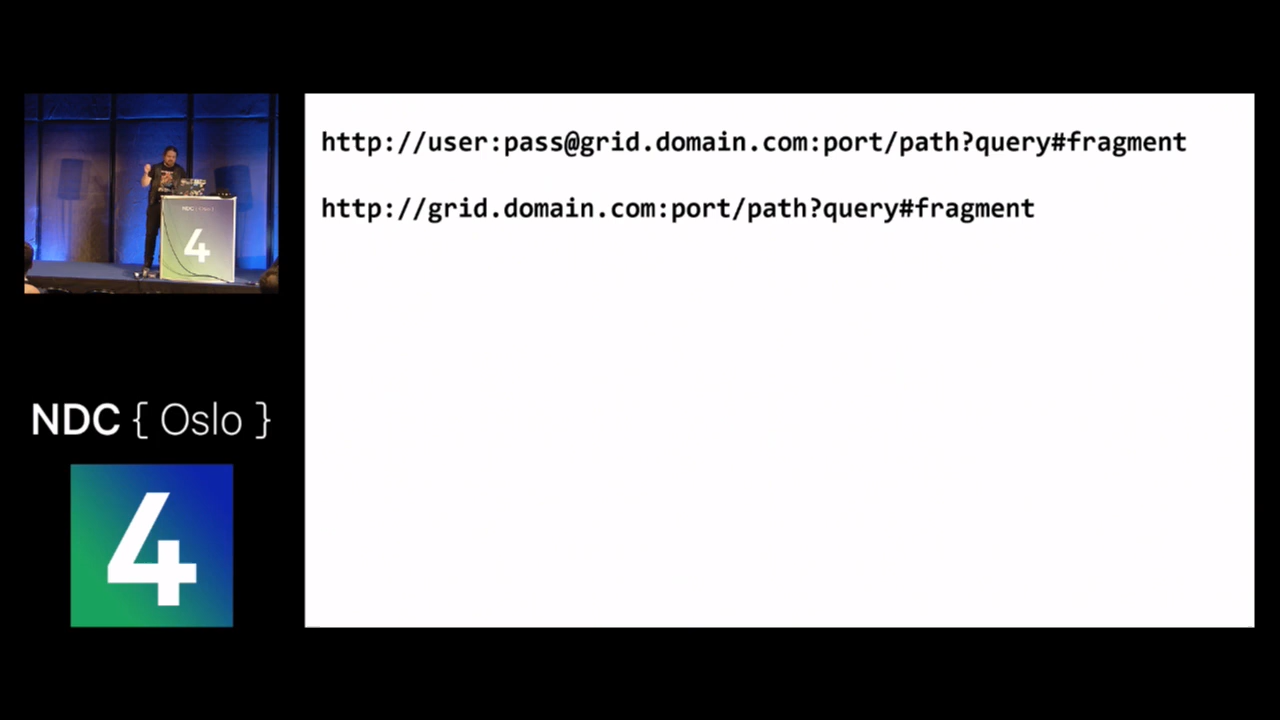 http://user:pass@grid.domain.com:port/path?query#fragment
http://grid.domain.com:port/path?query#fragment
4
NDC { Oslo }
4